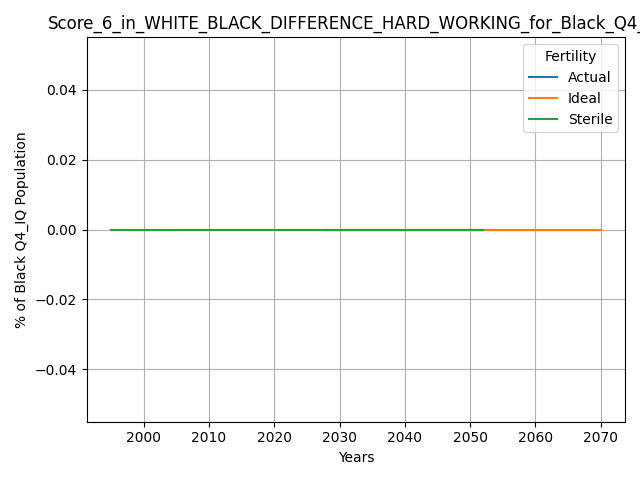 Score_6_in_WHITE_BLACK_DIFFERENCE_HARD_WORKING_for_Black_Q4_
Fertility
Actual
Ideal
Sterile
% of Black Q4_IQ Population
0.04
0.02
0.00
−0.02
−0.04
2000 2010 2020 2030 2040 2050 2060 2070
Years